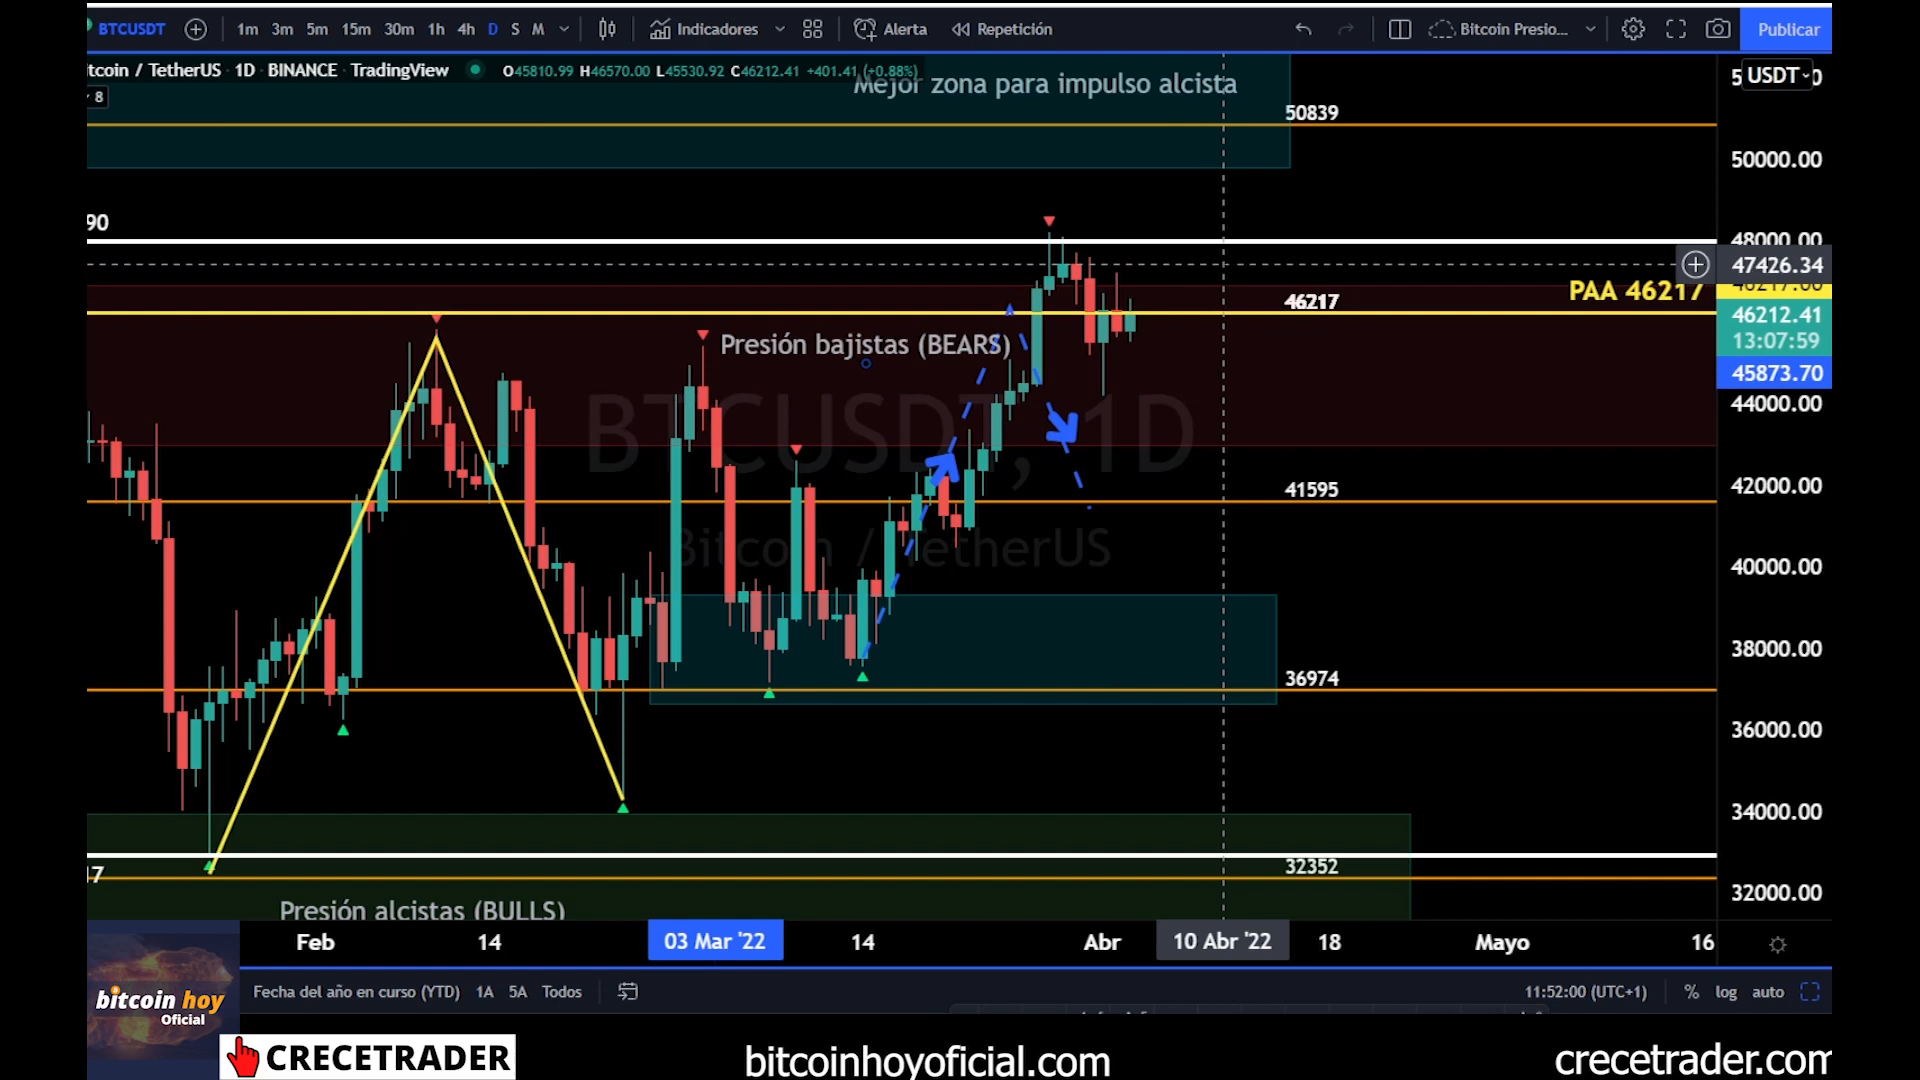 BTCUSDT 1m 3m 5m 15m 30m 1h 4h D S M Indicadores Alerta Repetición Bitcoin Presio... Publicar
itcoin / TetherUS · 1D · BINANCE · TradingView O45810.99 H46570.00 L45530.92 C46212.41 +401.41 (+0.88%)
USDT
8
Mejor zona para impulso alcista
50839
50000.00
90
48000.00
47426.34
PAA 46217
46217
46217.00
46212.41
13:07:59
Presión bajistas (BEARS)
45873.70
44000.00
BTCUSDT, 1D
41595
42000.00
Bitcoin / TetherUS
40000.00
38000.00
36974
36000.00
34000.00
32352
17
32000.00
Presión alcistas (BULLS)
Feb 14 03 Mar '22 14 Abr 10 Abr '22 18 Mayo 16
Fecha del año en curso (YTD) 1A 5A Todos 11:52:00 (UTC+1) % log auto
bitcoin hoy
Oficial
CRECETRADER
bitcoinhoyoficial.com
crecetrader.com